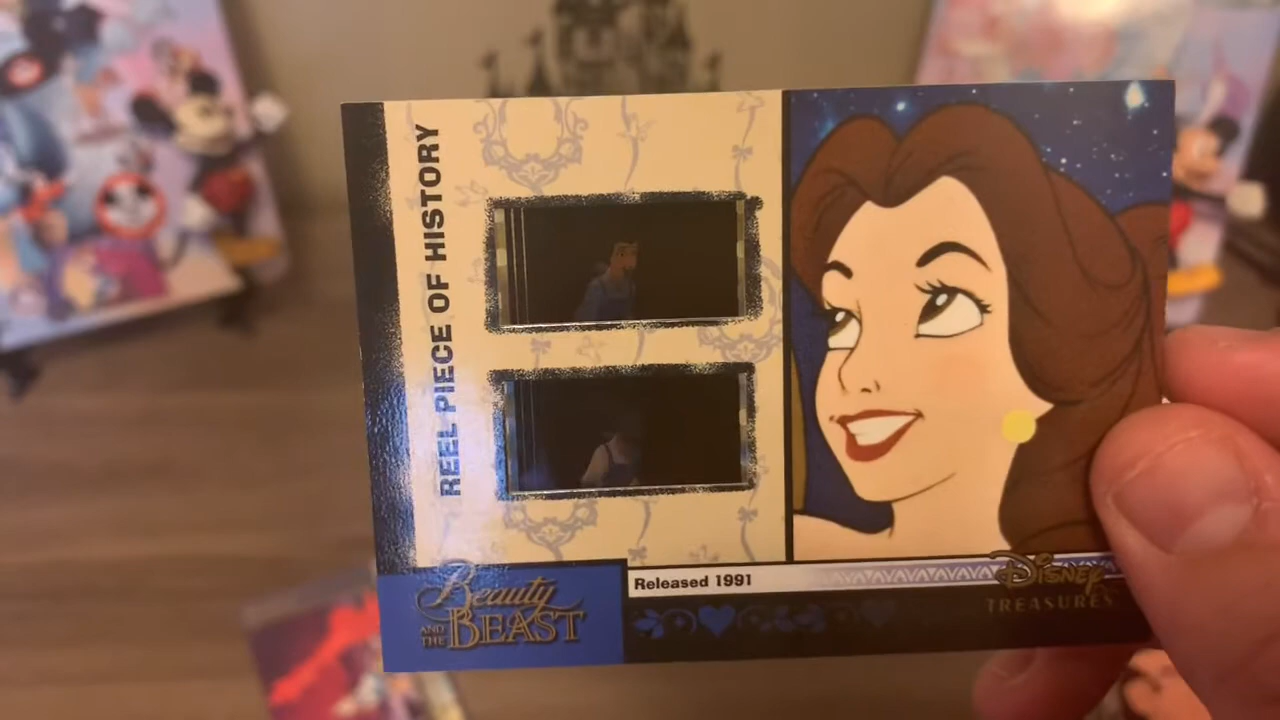 REEL PIECE OF HISTORY
Beauty
AND THE BEAST
Released 1991
DISNEY
TREASURES